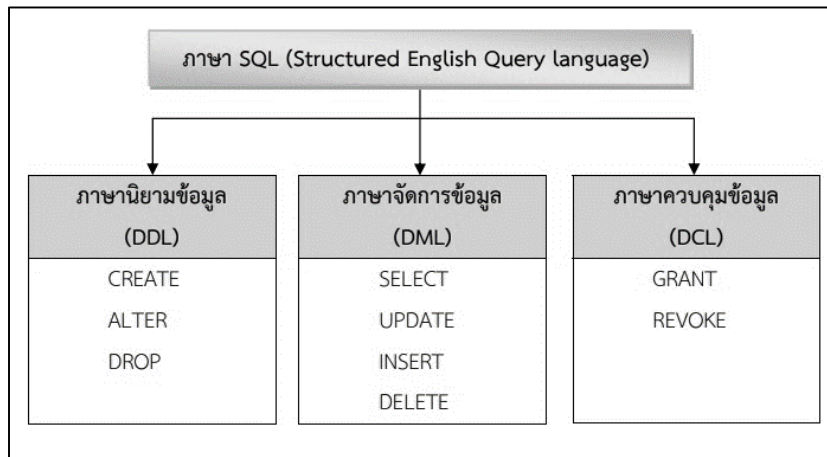 ภาษา SQL (Structured English Query language)
ภาษานิยามข้อมูล
(DDL)
CREATE
ALTER
DROP
ภาษาจัดการข้อมูล
(DML)
SELECT
UPDATE
INSERT
DELETE
ภาษาควบคุมข้อมูล
(DCL)
GRANT
REVOKE